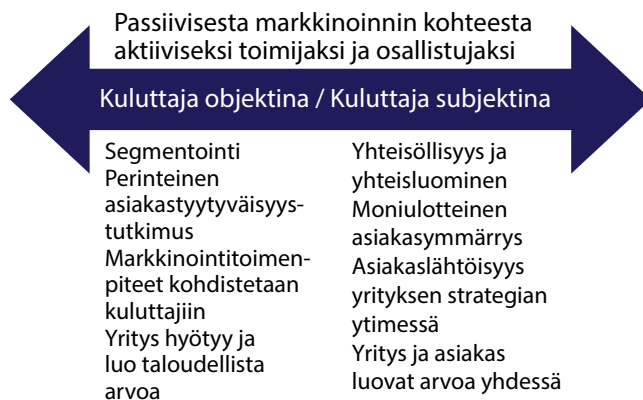 Passiivisesta markkinoinnin kohteesta
aktiiviseksi toimijaksi ja osallistujaksi
Kuluttaja objektina / Kuluttaja subjektina
Segmentointi
Perinteinen
asiakastyytyväisyys-
tutkimus
Markkinointitoimen-
piteet kohdistetaan
kuluttajiin
Yritys hyötyy ja
luo taloudellista
arvoa
Yhteisöllisyys ja
yhteisluominen
Moniulotteinen
asiakasymmärrys
Asiakaslähtöisyys
yrityksen strategian
ytimessä
Yritys ja asiakas
luovat arvoa yhdessä